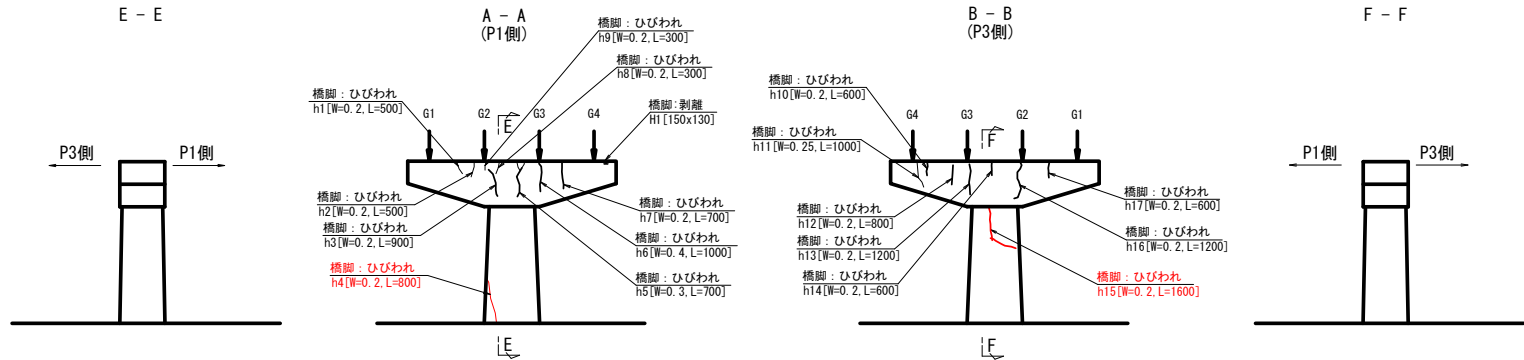 E - E
P3側
P1側
A - A
(P1側)
橋脚：ひびわれ
h9[W=0.2, L=300]
橋脚：ひびわれ
h8[W=0.2, L=300]
橋脚：ひびわれ
h1[W=0.2, L=500]
橋脚:剥離
H1[150x130]
G1
G2
E
G3
G4
橋脚：ひびわれ
h2[W=0.2, L=500]
橋脚：ひびわれ
h3[W=0.2, L=900]
橋脚：ひびわれ
h4[W=0.2, L=800]
橋脚：ひびわれ
h7[W=0.2, L=700]
橋脚：ひびわれ
h6[W=0.4, L=1000]
橋脚：ひびわれ
h5[W=0.3, L=700]
E
B - B
(P3側)
橋脚：ひびわれ
h10[W=0.2, L=600]
橋脚：ひびわれ
h11[W=0.25, L=1000]
G4
G3
F
G2
G1
橋脚：ひびわれ
h12[W=0.2, L=800]
橋脚：ひびわれ
h13[W=0.2, L=1200]
橋脚：ひびわれ
h14[W=0.2, L=600]
橋脚：ひびわれ
h17[W=0.2, L=600]
橋脚：ひびわれ
h16[W=0.2, L=1200]
橋脚：ひびわれ
h15[W=0.2, L=1600]
F
F - F
P1側
P3側